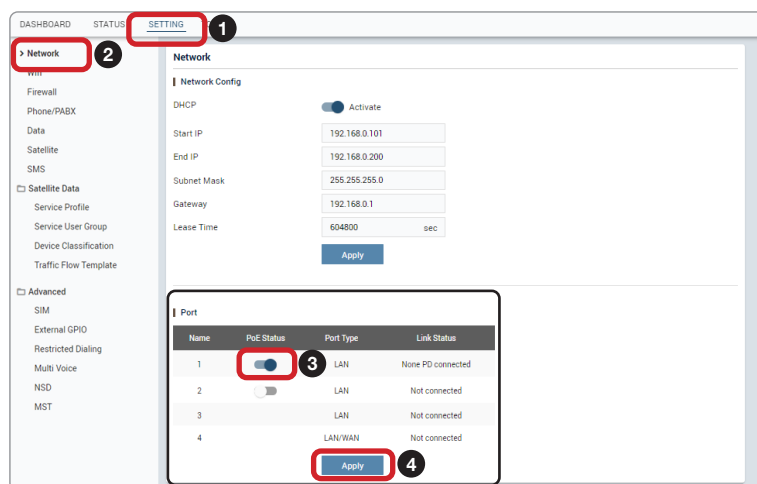 DASHBOARD STATUS SETTING 1
> Network 2
Wifi
Firewall
Phone/PABX
Data
Satellite
SMS
Satellite Data
Service Profile
Service User Group
Device Classification
Traffic Flow Template
Advanced
SIM
External GPIO
Restricted Dialing
Multi Voice
NSD
MST
Network
Network Config
DHCP Activate
Start IP 192.168.0.101
End IP 192.168.0.200
Subnet Mask 255.255.255.0
Gateway 192.168.0.1
Lease Time 604800 sec
Apply
Port
Name PoE Status Port Type Link Status
1 3 LAN None PD connected
2 LAN Not connected
3 LAN Not connected
4 LAN/WAN Not connected
Apply 4